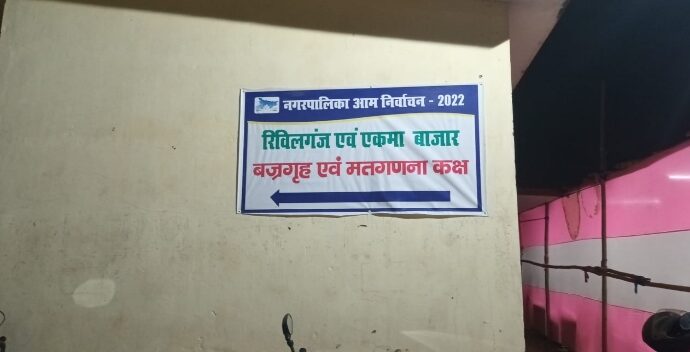 नगरपालिका आम निर्वाचन - 2022
रिविलगंज एवं एकमा बाजार
बज्रगृह एवं मतगणना कक्ष